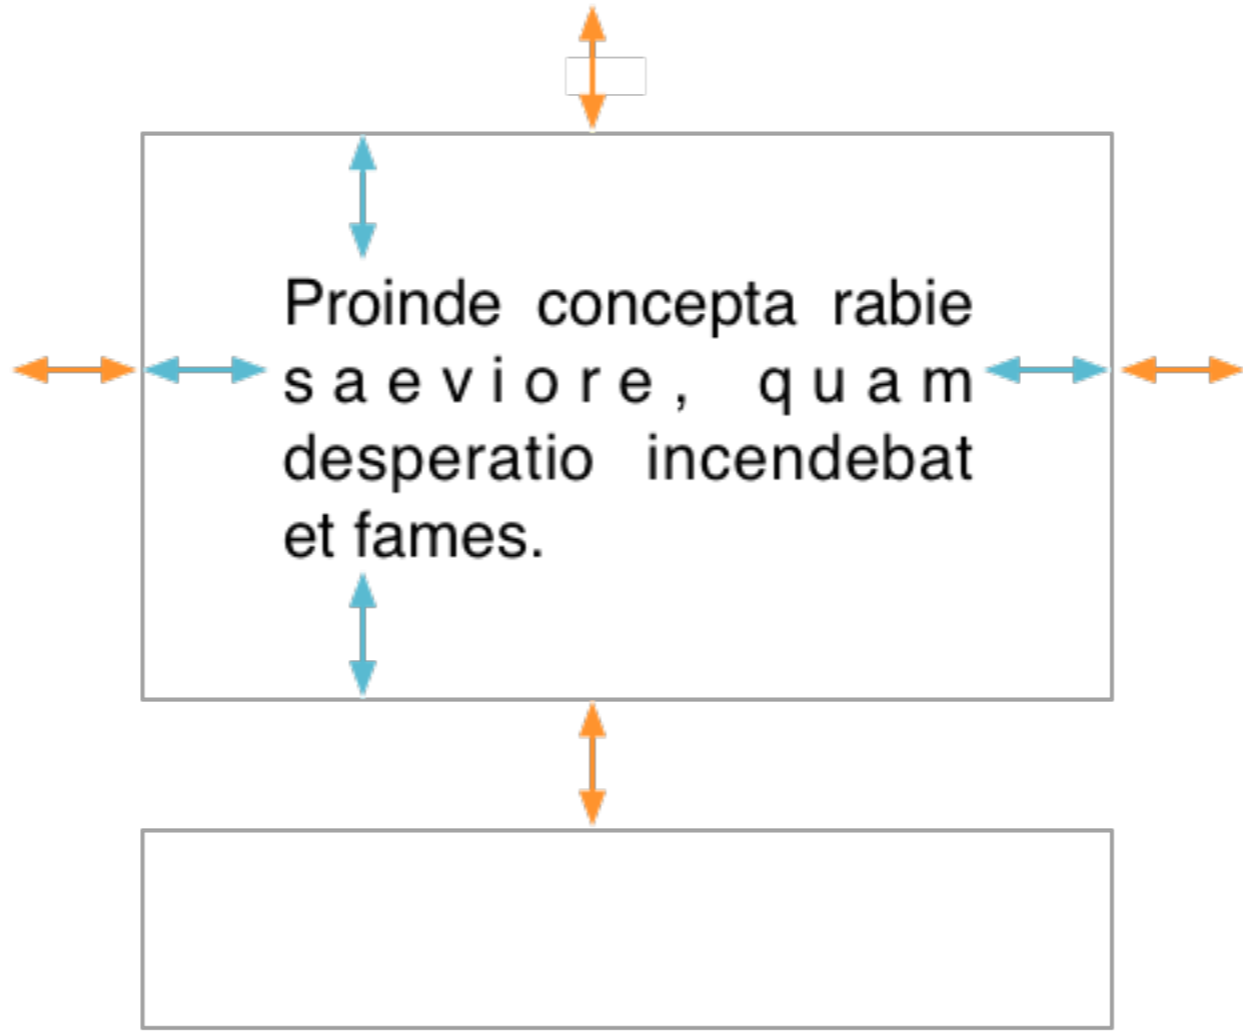 Proinde concepta rabie
saeviore, quam
desperatio incendebat
et fames.